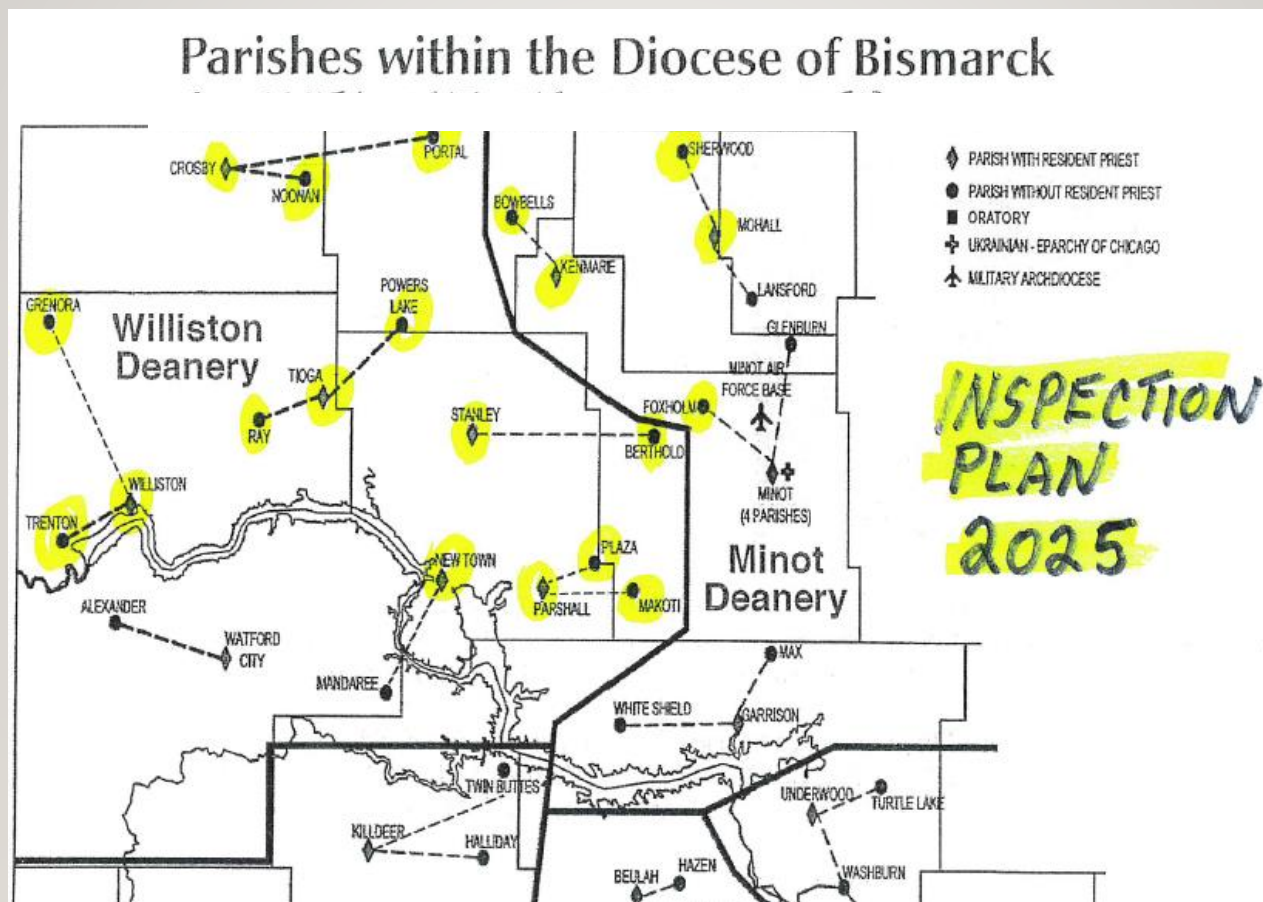 Parishes within the Diocese of Bismarck
CROSBY
NOONAN
PORTAL
BOWBELLS
KENMARE
SHERWOOD
MOHALL
LANSFORD
GLENBURN
PARISH WITH RESIDENT PRIEST
PARISH WITHOUT RESIDENT PRIEST
ORATORY
UKRAINIAN - EPARCHY OF CHICAGO
MILITARY ARCHDIOCESE
GRENORA
Williston
Deanery
POWERS
LAKE
TIOGA
RAY
STANLEY
BERTHOLD
FOXHOLM
MINOT AIR
FORCE BASE
MINOT
(4 PARISHES)
INSPECTION
PLAN
2025
WILLISTON
TRENTON
NEW TOWN
PLAZA
PARSHALL
MAKOTI
Minot
Deanery
ALEXANDER
WATFORD
CITY
MANDAREE
MAX
WHITE SHIELD
GARRISON
TWIN BUTTES
UNDERWOOD
TURTLE LAKE
KILLDEER
HALLIDAY
BEULAH
HAZEN
WASHBURN